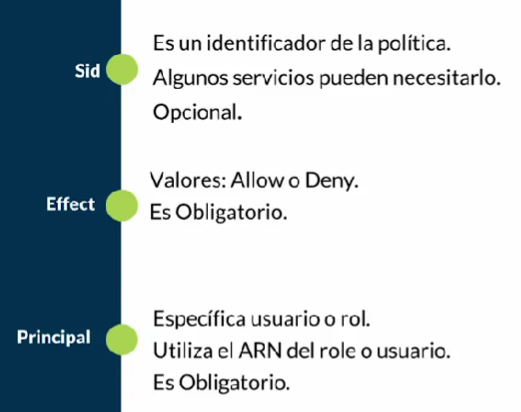 Sid
Es un identificador de la política.
Algunos servicios pueden necesitarlo.
Opcional.
Effect
Valores: Allow o Deny.
Es Obligatorio.
Principal
Específica usuario o rol.
Utiliza el ARN del role o usuario.
Es Obligatorio.